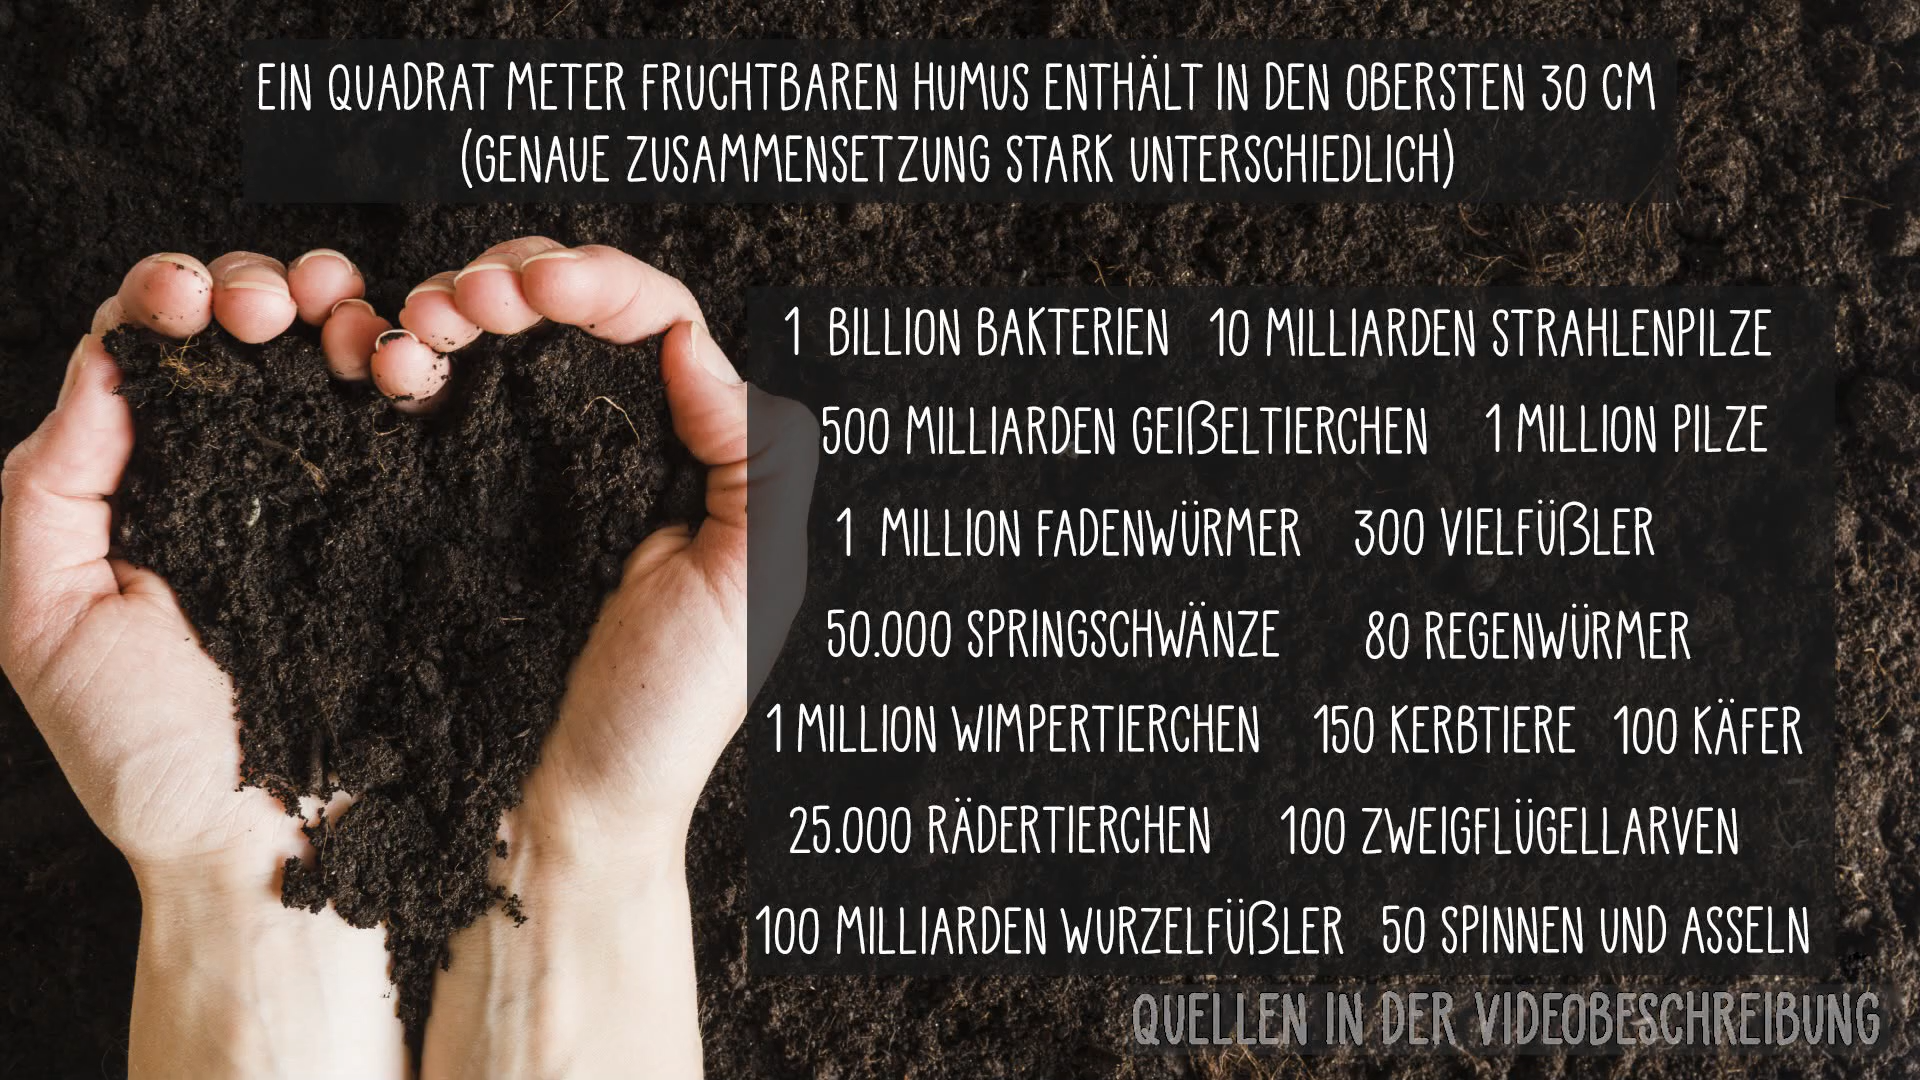 EIN QUADRAT METER FRUCHTBAREN HUMUS ENTHÄLT IN DEN OBERSTEN 30 CM
(GENAUE ZUSAMMENSETZUNG STARK UNTERSCHIEDLICH)
1 BILLION BAKTERIEN 10 MILLIARDEN STRAHLENPILZE
500 MILLIARDEN GEIßELTIERCHEN 1 MILLION PILZE
1 MILLION FADENWÜRMER 300 VIELFÜßLER
50.000 SPRINGSCHWÄNZE 80 REGENWÜRMER
1 MILLION WIMPERTIERCHEN 150 KERBTIERE 100 KÄFER
25.000 RÄDERTIERCHEN 100 ZWEIGFLÜGELLARVEN
100 MILLIARDEN WURZELFÜßLER 50 SPINNEN UND ASSELN
QUELLEN IN DER VIDEOBESCHREIBUNG